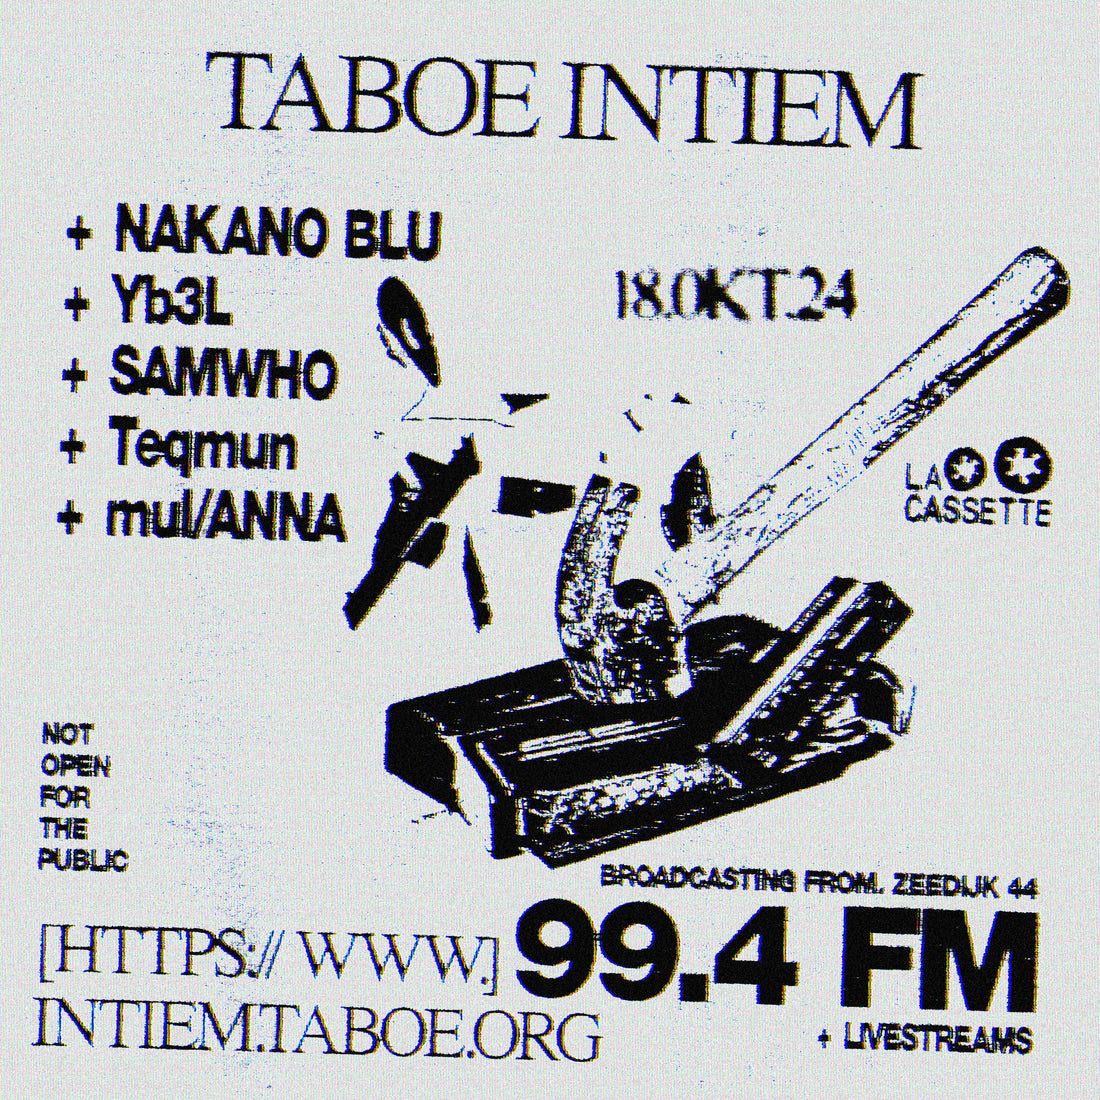 TABOE INTIEM
+ NAKANO BLU
+ Yb3L
+ SAMWHO
+ Teqmun
+ mul/ANNA
18.OKT.24
LA
CASSETTE
NOT
OPEN
FOR
THE
PUBLIC
BROADCASTING FROM. ZEEDIJK 44
99.4 FM
+ LIVESTREAMS
[HTTPS:// WWW.]
INTIEM.TABOE.ORG